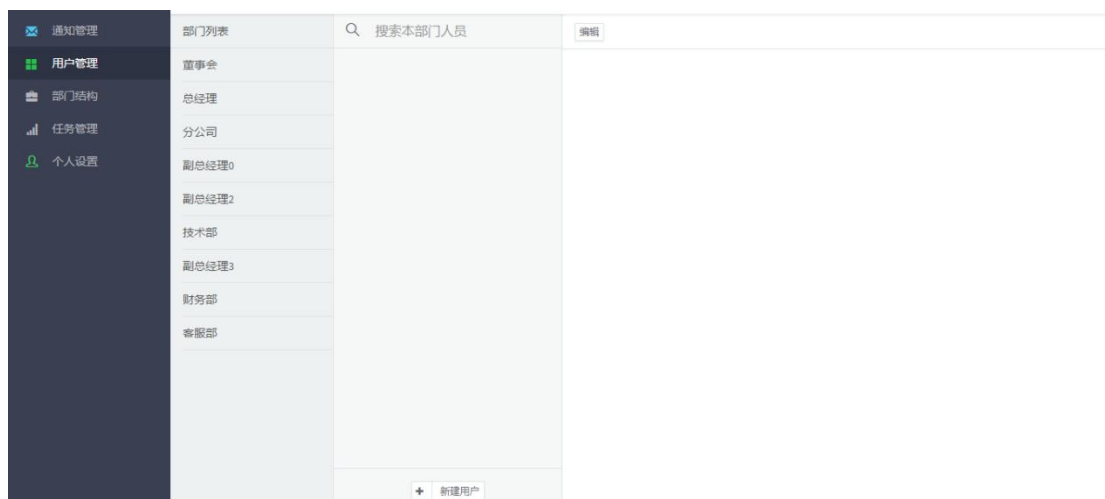 通知管理
用户管理
部门结构
任务管理
个人设置
部门列表
董事会
总经理
分公司
副总经理0
副总经理2
技术部
副总经理3
财务部
客服部
搜索本部门人员
新建用户
编辑